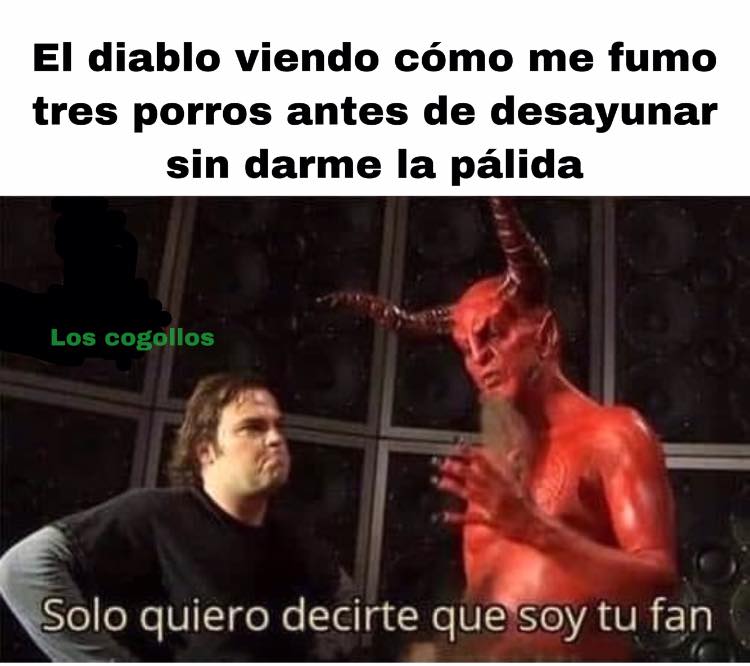 El diablo viendo cómo me fumo
tres porros antes de desayunar
sin darme la pálida
Los cogollos
Solo quiero decirte que soy tu fan